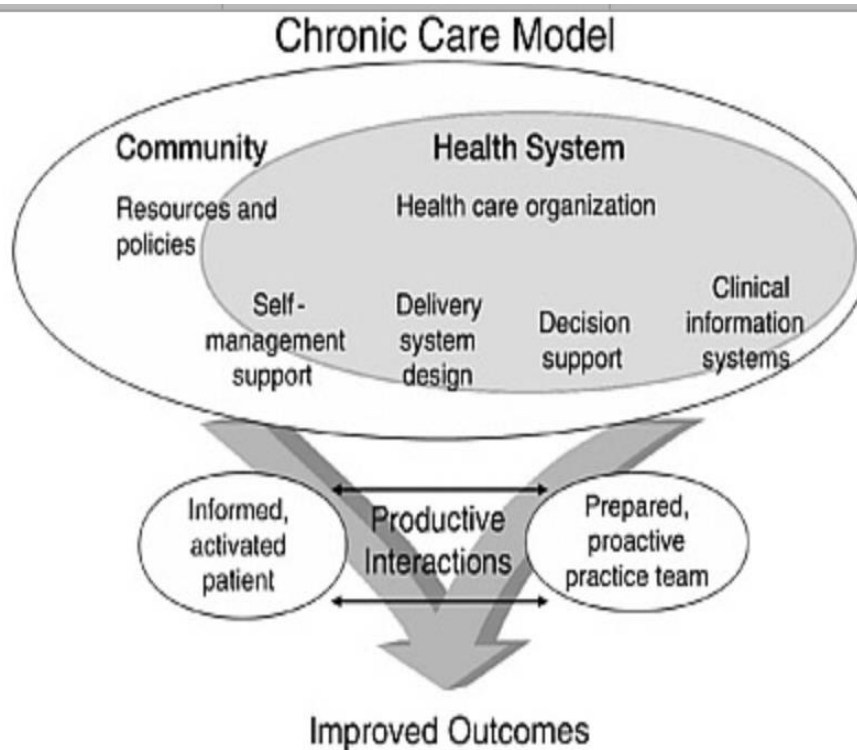 Chronic Care Model
Community
Health System
Resources and
policies
Health care organization
Self-
management
support
Delivery
system
design
Decision
support
Clinical
information
systems
Informed,
activated
patient
Productive
Interactions
Prepared,
proactive
practice team
Improved Outcomes